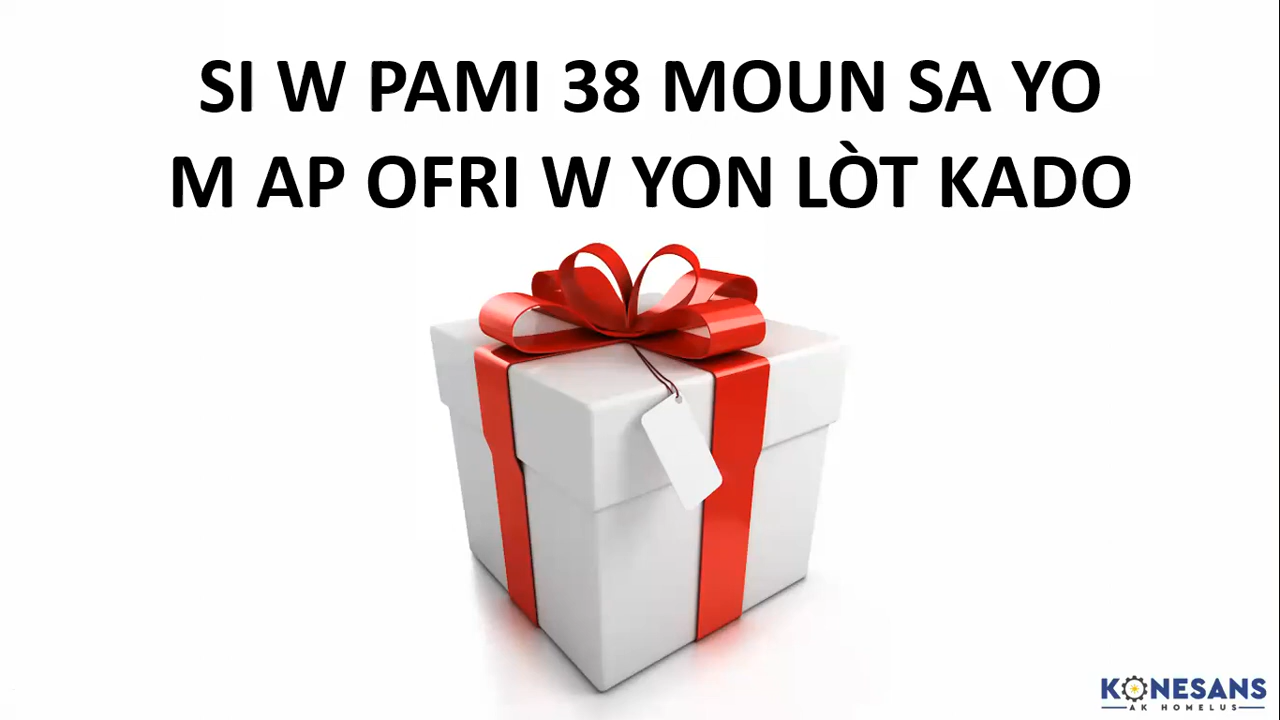 SI W PAMI 38 MOUN SA YO
M AP OFRI W YON LÒT KADO
KONESANS
AK HOMELUS